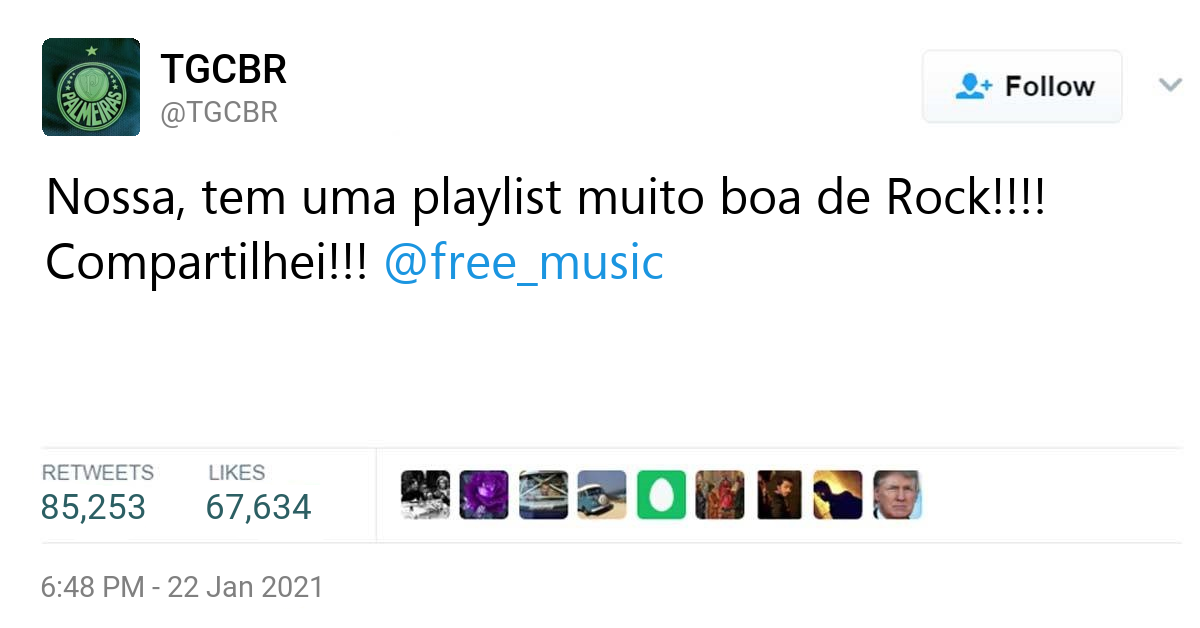 PALMEIRAS
TGCBR
@TGCBR
Follow
Nossa, tem uma playlist muito boa de Rock!!!!
Compartilhei!!! @free_music
RETWEETS
LIKES
85,253
67,634
6:48 PM - 22 Jan 2021